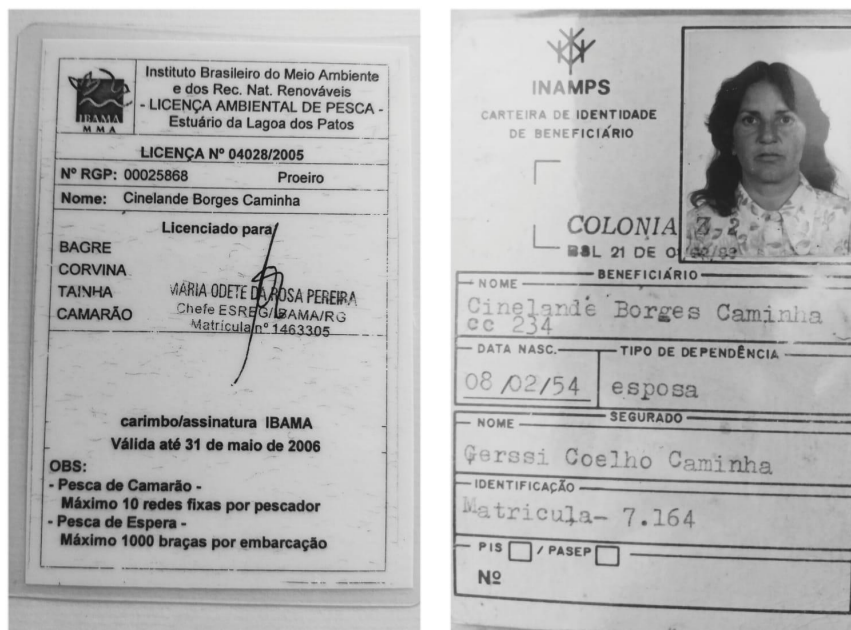 IBAMA
M M A
Instituto Brasileiro do Meio Ambiente
e dos Rec. Nat. Renováveis
- LICENÇA AMBIENTAL DE PESCA -
Estuário da Lagoa dos Patos
LICENÇA Nº 04028/2005
Nº RGP: 00025868 Proeiro
Nome: Cinelande Borges Caminha
Licenciado para
BAGRE
CORVINA
TAINHA
CAMARÃO
MARIA ODETE DA ROSA PEREIRA
Chefe ESREG/IBAMA/RG
Matrícula nº 1463305
carimbo/assinatura IBAMA
Válida até 31 de maio de 2006
OBS:
- Pesca de Camarão -
Máximo 10 redes fixas por pescador
- Pesca de Espera -
Máximo 1000 braças por embarcação
INAMPS
CARTEIRA DE IDENTIDADE
DE BENEFICIÁRIO
COLONIA Z-2
21 DE
BENEFICIÁRIO
NOME
Cinelande Borges Caminha
cc 234
DATA NASC. TIPO DE DEPENDÊNCIA
08/02/54 esposa
SEGURADO
NOME
Gerssi Coelho Caminha
IDENTIFICAÇÃO
Matricula- 7.164
PIS / PASEP
Nº